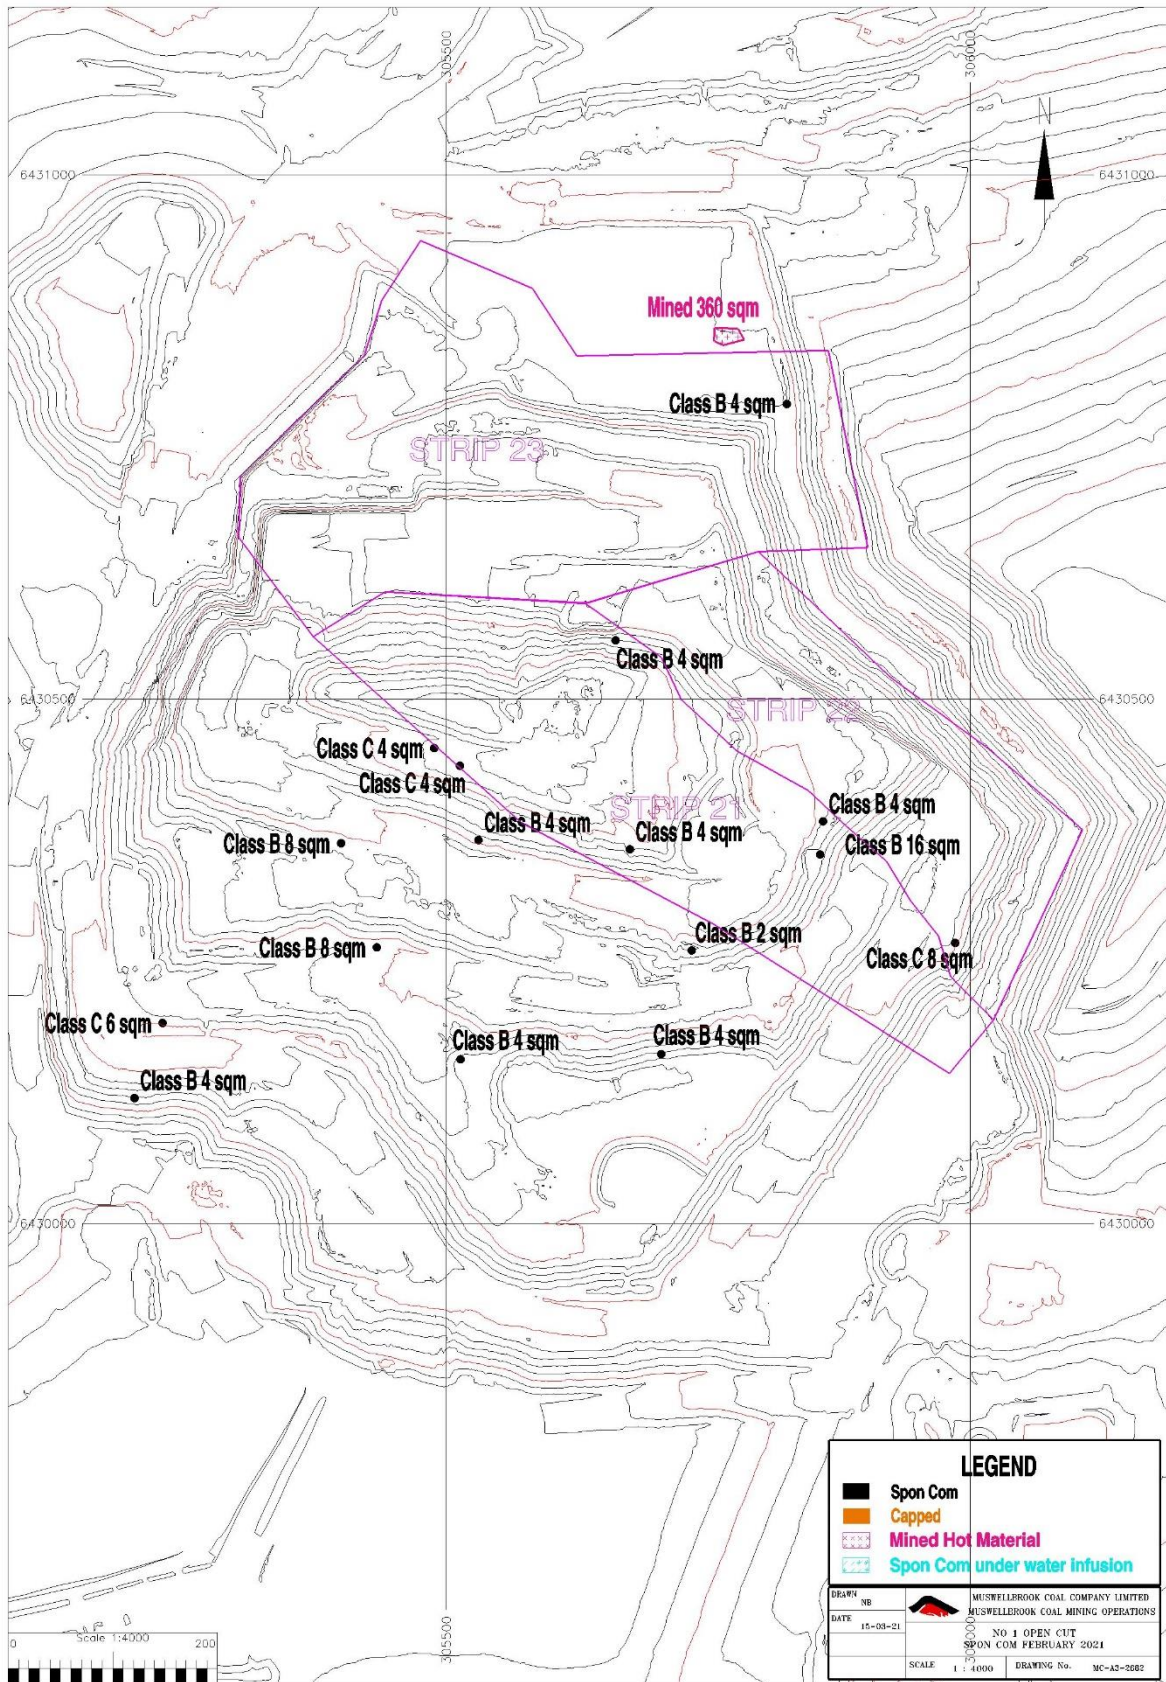 305500
306000
N
6431000
6431000
Mined 360 sqm
Class B 4 sqm
STRIP 23
Class B 4 sqm
6430500
6430500
STRIP 22
Class C 4 sqm
Class C 4 sqm
STRIP 21
Class B 4 sqm
Class B 4 sqm
Class B 4 sqm
Class B 8 sqm
Class B 16 sqm
Class B 2 sqm
Class B 8 sqm
Class C 8 sqm
Class C 6 sqm
Class B 4 sqm
Class B 4 sqm
Class B 4 sqm
6430000
6430000
LEGEND
Spon Com
Capped
Mined Hot Material
Spon Com under water infusion
DRAWN
NB
DATE
15-03-21
MUSWELLBROOK COAL COMPANY LIMITED
MUSWELLBROOK COAL MINING OPERATIONS
NO 1 OPEN CUT
SPON COM FEBRUARY 2021
SCALE 1 : 4000
DRAWING No. MC-A3-2682
0 Scale 1:4000 200
305500
306000